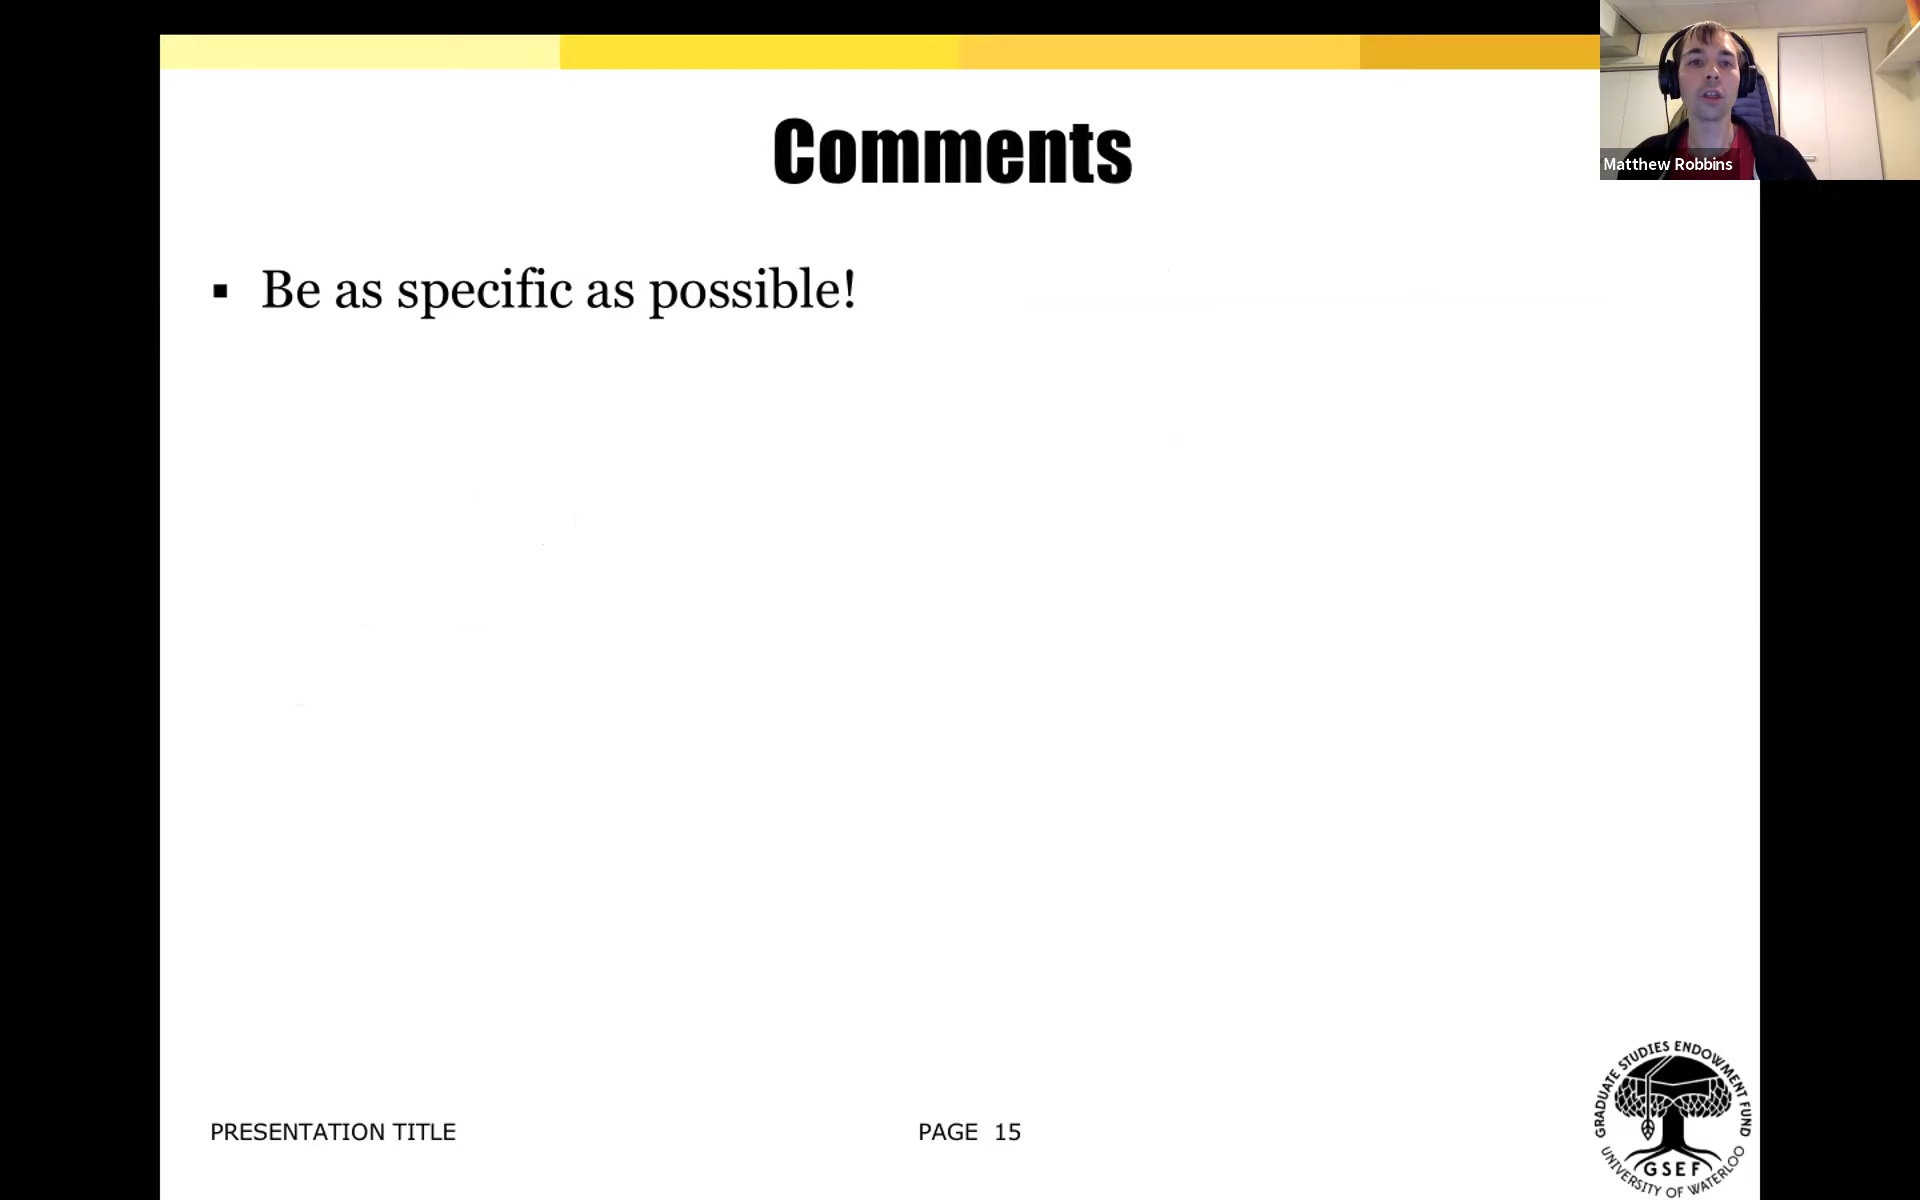 Comments
Matthew Robbins
▪ Be as specific as possible!
PRESENTATION TITLE
PAGE 15
GRADUATE STUDIES ENDOWMENT FUND
GSEF
UNIVERSITY OF WATERLOO